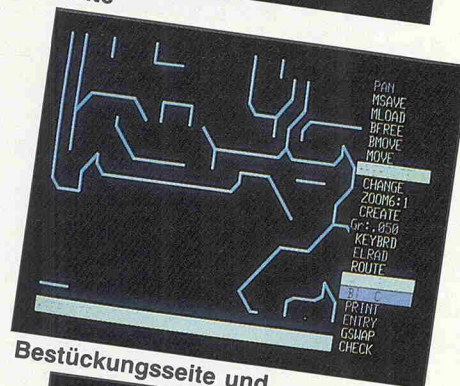 PAN
MSAVE
MLOAD
BFREE
BMOVE
MOVE
CHANGE
ZOOM6:1
CREATE
Gr:.050
KEYBRD
ELRAD
ROUTE
PRINT
ENTRY
GSWAP
CHECK
Bestückungsseite und